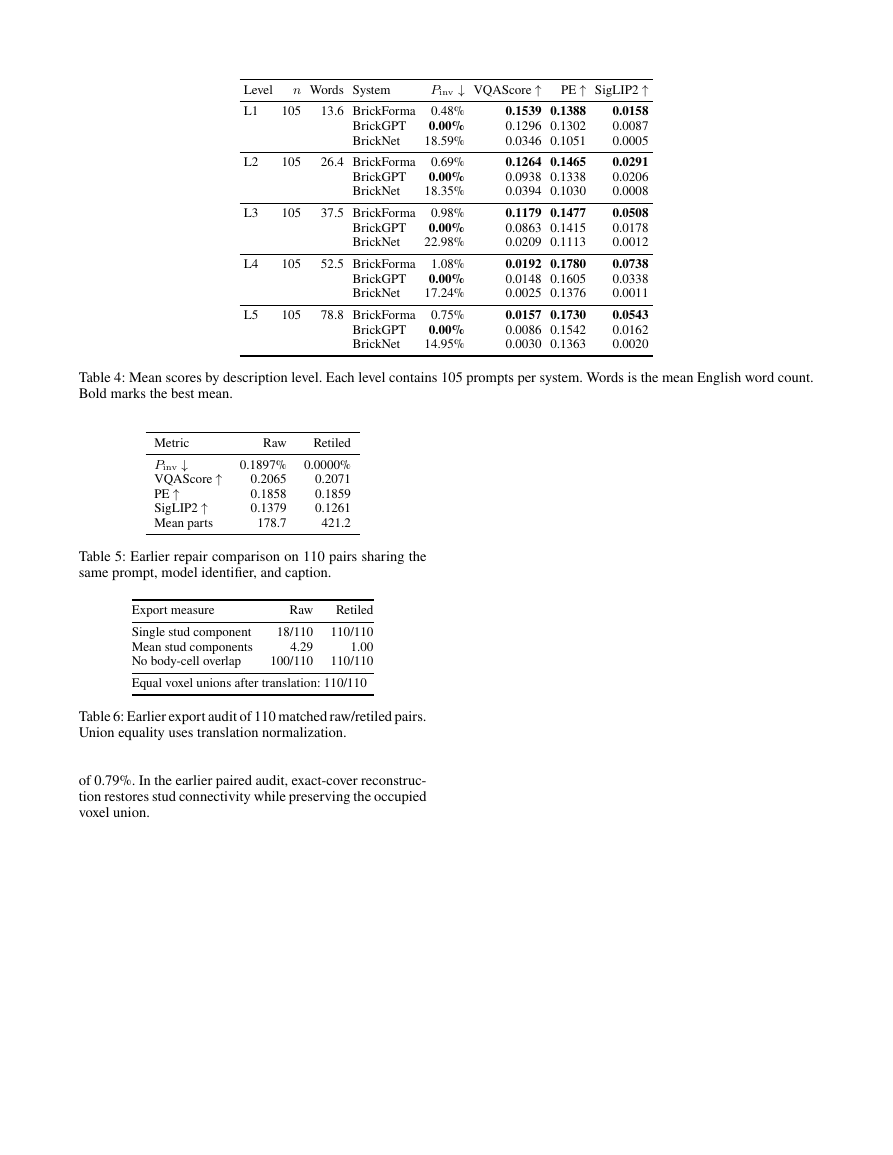 Level n Words System P_inv ↓ VQAScore ↑ PE ↑ SigLIP2 ↑
L1 105 13.6 BrickForma 0.48% 0.1539 0.1388 0.0158
BrickGPT 0.00% 0.1296 0.1302 0.0087
BrickNet 18.59% 0.0346 0.1051 0.0005
L2 105 26.4 BrickForma 0.69% 0.1264 0.1465 0.0291
BrickGPT 0.00% 0.0938 0.1338 0.0206
BrickNet 18.35% 0.0394 0.1030 0.0008
L3 105 37.5 BrickForma 0.98% 0.1179 0.1477 0.0508
BrickGPT 0.00% 0.0863 0.1415 0.0178
BrickNet 22.98% 0.0209 0.1113 0.0012
L4 105 52.5 BrickForma 1.08% 0.0192 0.1780 0.0738
BrickGPT 0.00% 0.0148 0.1605 0.0338
BrickNet 17.24% 0.0025 0.1376 0.0011
L5 105 78.8 BrickForma 0.75% 0.0157 0.1730 0.0543
BrickGPT 0.00% 0.0086 0.1542 0.0162
BrickNet 14.95% 0.0030 0.1363 0.0020
Table 4: Mean scores by description level. Each level contains 105 prompts per system. Words is the mean English word count.
Bold marks the best mean.
Metric Raw Retiled
P_inv ↓ 0.1897% 0.0000%
VQAScore ↑ 0.2065 0.2071
PE ↑ 0.1858 0.1859
SigLIP2 ↑ 0.1379 0.1261
Mean parts 178.7 421.2
Table 5: Earlier repair comparison on 110 pairs sharing the
same prompt, model identifier, and caption.
Export measure Raw Retiled
Single stud component 18/110 110/110
Mean stud components 4.29 1.00
No body-cell overlap 100/110 110/110
Equal voxel unions after translation: 110/110
Table 6: Earlier export audit of 110 matched raw/retiled pairs.
Union equality uses translation normalization.
of 0.79%. In the earlier paired audit, exact-cover reconstruc-
tion restores stud connectivity while preserving the occupied
voxel union.